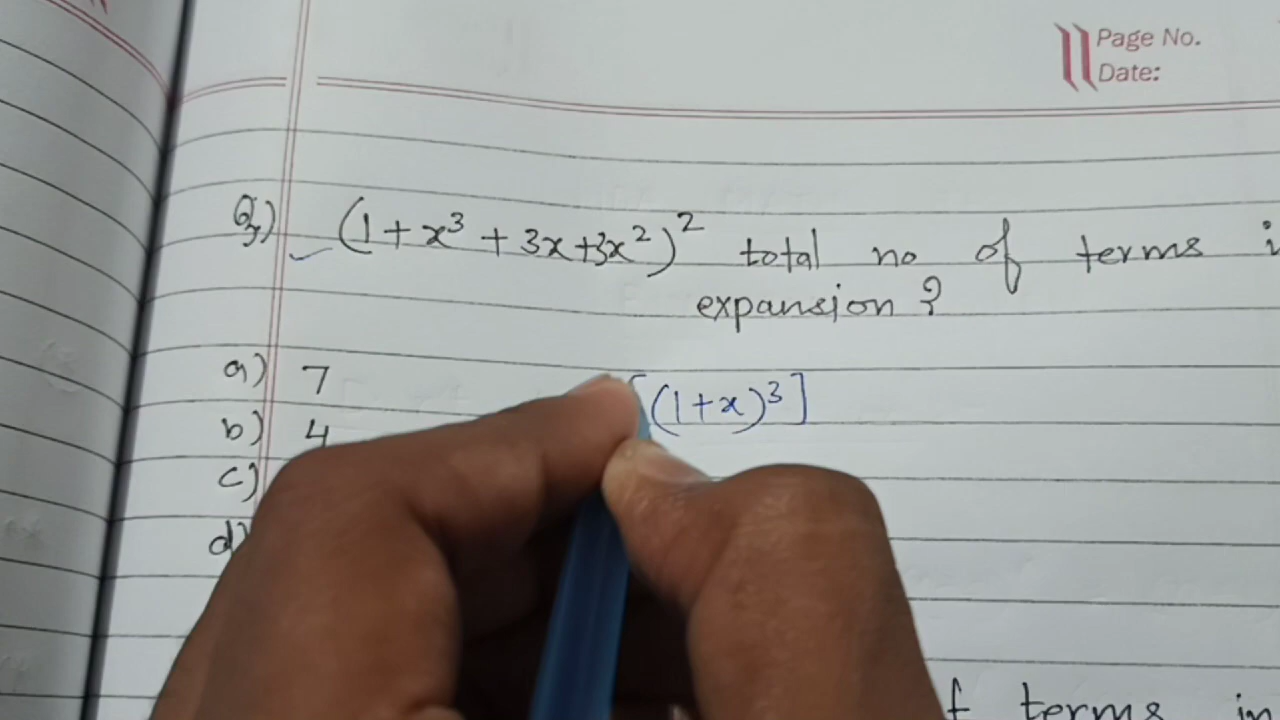 Page No.
Date:
Q) (1+x³ + 3x+3x²)² total no of terms
expansion ?
a) 7
b) 4
[(1+x)³]
c)
d)
terms in